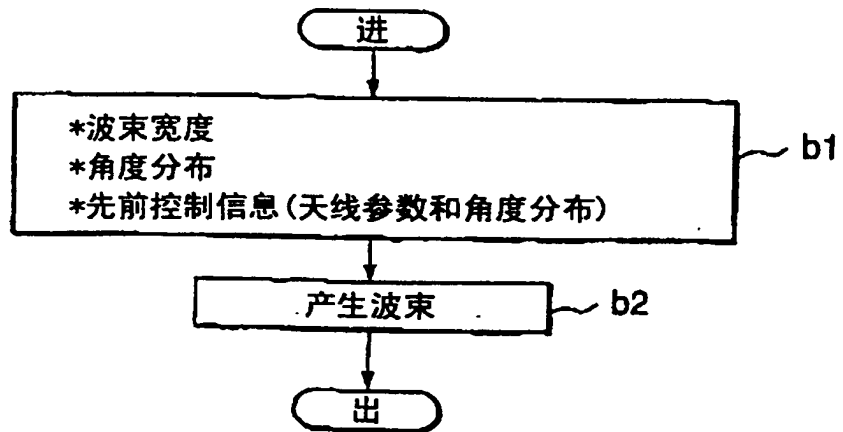 进
*波束宽度
*角度分布
*先前控制信息(天线参数和角度分布)
b1
产生波束
b2
出